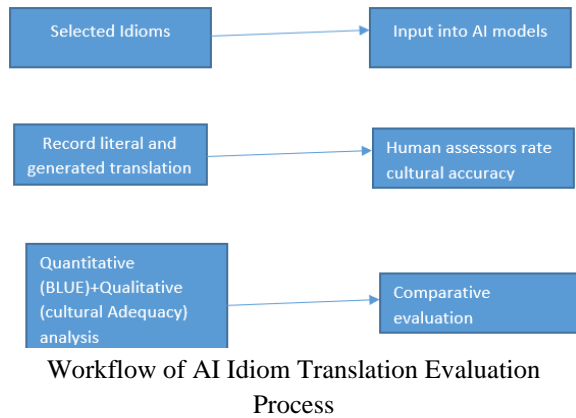 Selected Idioms
Input into AI models
Record literal and
generated translation
Human assessors rate
cultural accuracy
Quantitative
(BLUE)+Qualitative
(cultural Adequacy)
analysis
Comparative
evaluation
Workflow of AI Idiom Translation Evaluation
Process